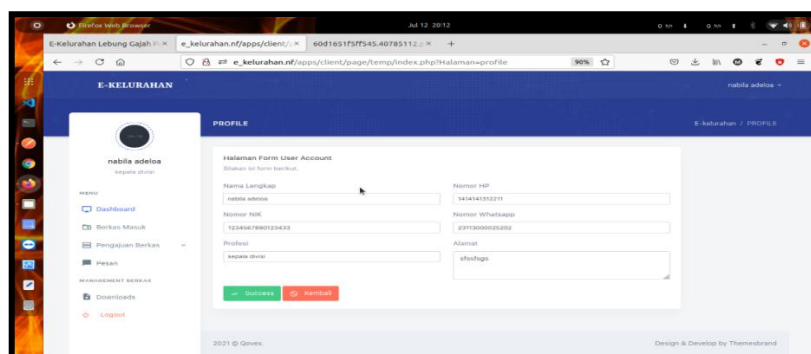 Firefox Web Browser
Jul 12 20:12
E-Kelurahan Lebung Gajah
e_kelurahan.nf/apps/client/
60d1651f5ff545.40785112
e_kelurahan.nf/apps/client/page/temp/index.php?Halaman=profile
90%
E-KELURAHAN
nabila adeloa
PROFILE
E-kelurahan / PROFILE
nabila adeloa
kepala divisi
MENU
Dashboard
Berkas Masuk
Pengajuan Berkas
Pesan
MANAGEMENT BERKAS
Downloads
Logout
Halaman Form User Account
Silakan isi form berikut.
Nama Lengkap
nabila adeloa
Nomor HP
1414141312211
Nomor NIK
1234567890123433
Nomor Whatsapp
23113000025202
Profesi
kepala divisi
Alamat
sfosfsgs
Success
Kembali
2021 © Qovex.
Design & Develop by Themesbrand